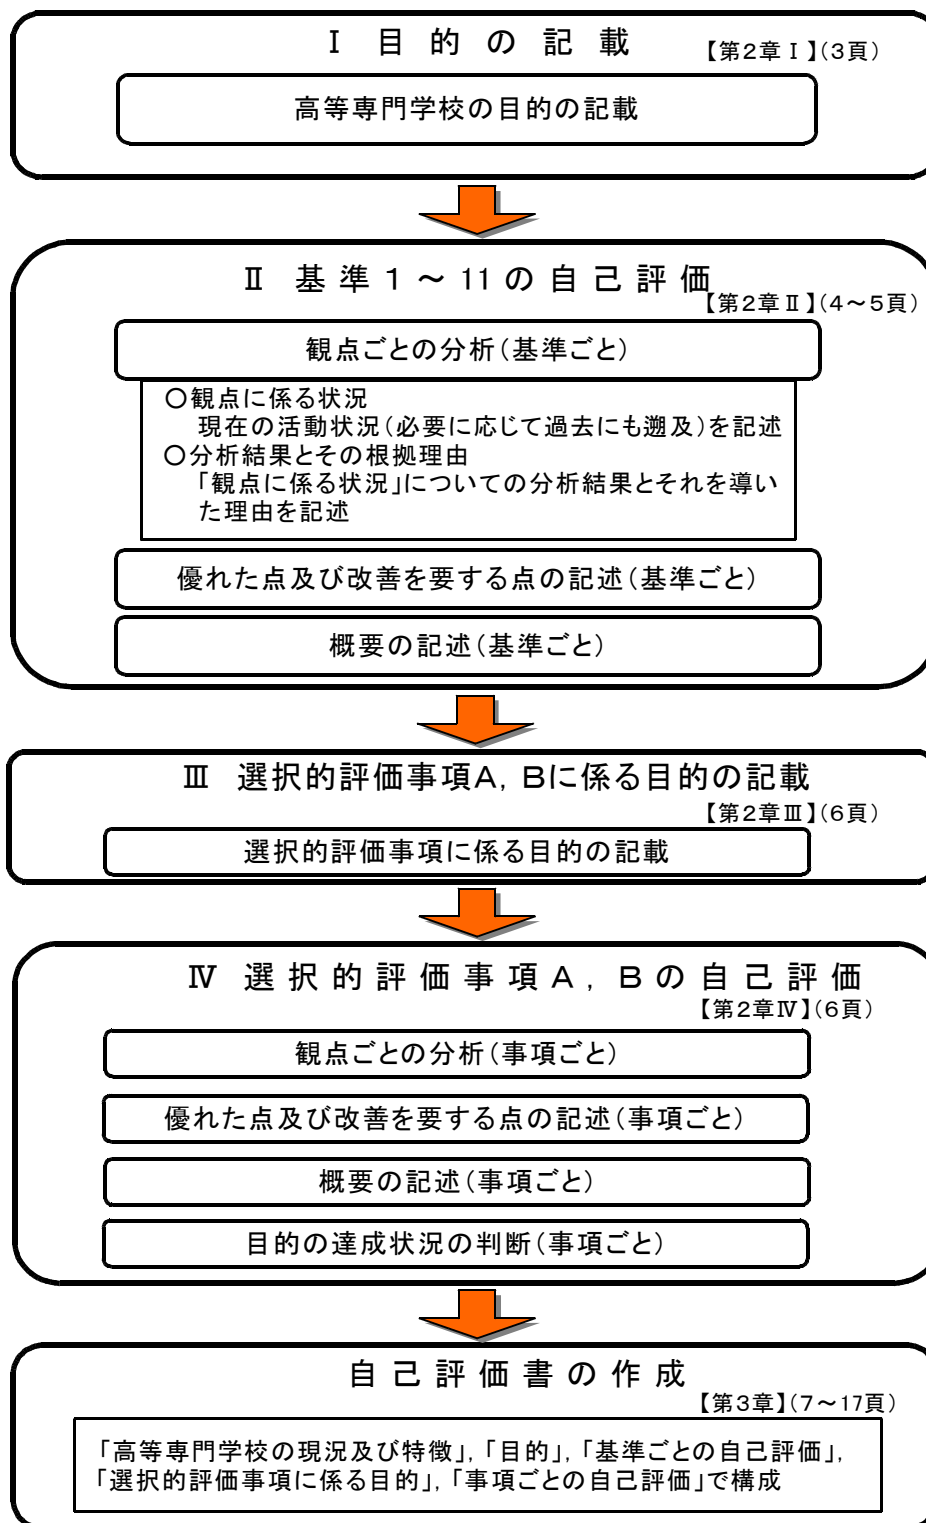 Ⅰ 目的の記載
【第2章Ⅰ】(3頁)
高等専門学校の目的の記載
Ⅱ 基準1～11の自己評価
【第2章Ⅱ】(4～5頁)
観点ごとの分析(基準ごと)
○観点に係る状況
現在の活動状況(必要に応じて過去にも遡及)を記述
○分析結果とその根拠理由
「観点に係る状況」についての分析結果とそれを導い
た理由を記述
優れた点及び改善を要する点の記述(基準ごと)
概要の記述(基準ごと)
Ⅲ 選択的評価事項A，Bに係る目的の記載
【第2章Ⅲ】(6頁)
選択的評価事項に係る目的の記載
Ⅳ 選択的評価事項A，Bの自己評価
【第2章Ⅳ】(6頁)
観点ごとの分析(事項ごと)
優れた点及び改善を要する点の記述(事項ごと)
概要の記述(事項ごと)
目的の達成状況の判断(事項ごと)
自己評価書の作成
【第3章】(7～17頁)
「高等専門学校の現況及び特徴」，「目的」，「基準ごとの自己評価」，
「選択的評価事項に係る目的」，「事項ごとの自己評価」で構成